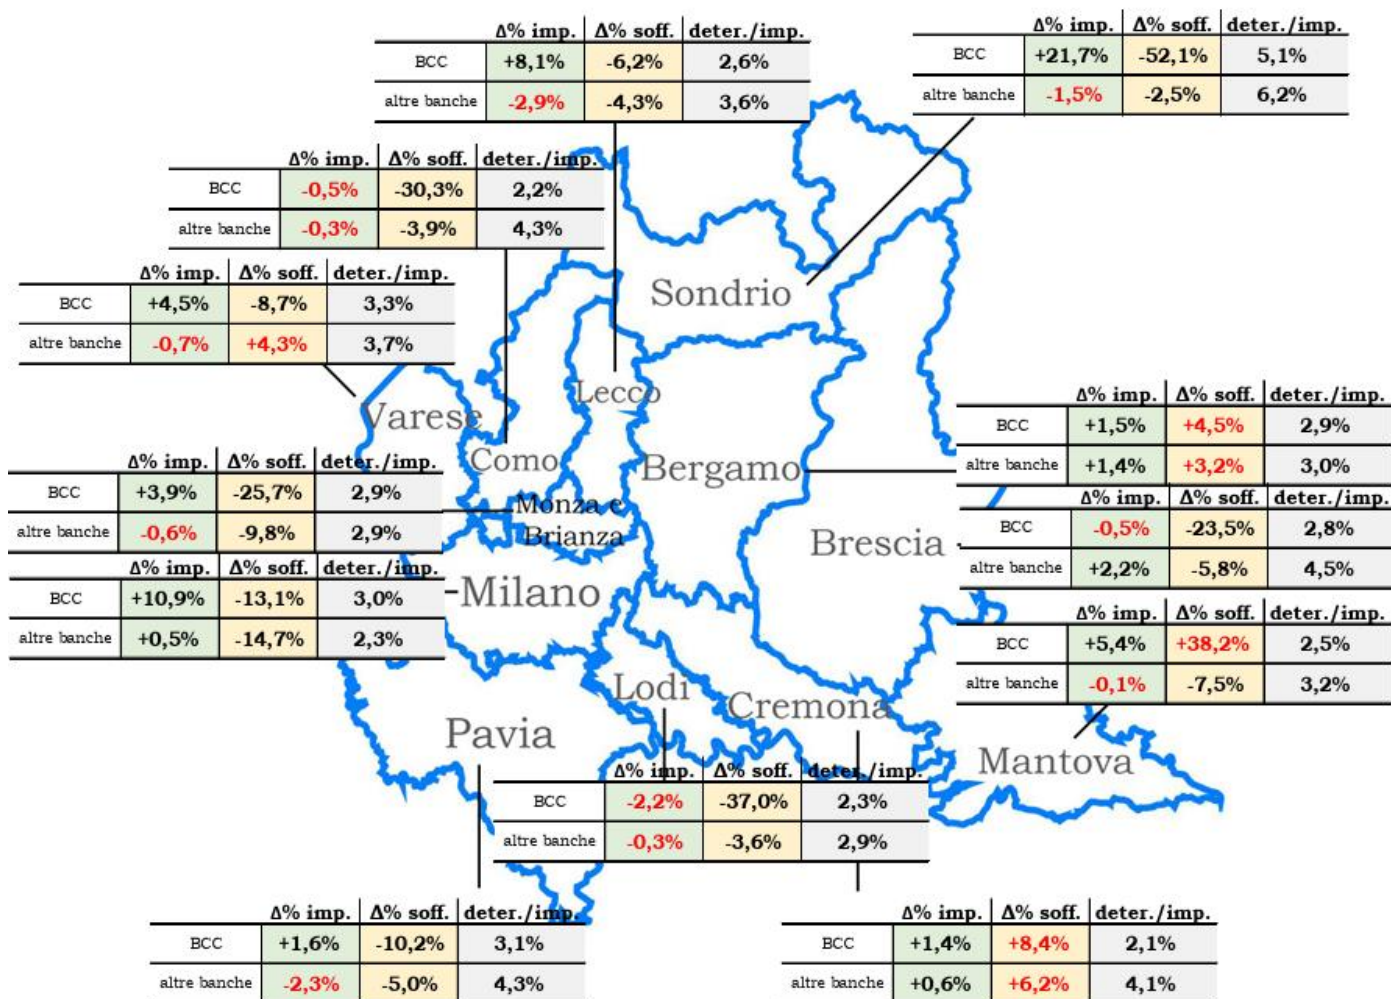 Δ% imp. Δ% soff. deter./imp.
BCC +8,1% -6,2% 2,6%
altre banche -2,9% -4,3% 3,6%
Δ% imp. Δ% soff. deter./imp.
BCC +21,7% -52,1% 5,1%
altre banche -1,5% -2,5% 6,2%
Δ% imp. Δ% soff. deter./imp.
BCC -0,5% -30,3% 2,2%
altre banche -0,3% -3,9% 4,3%
Δ% imp. Δ% soff. deter./imp.
BCC +4,5% -8,7% 3,3%
altre banche -0,7% +4,3% 3,7%
Sondrio
Lecco
Varese
Como
Bergamo
Δ% imp. Δ% soff. deter./imp.
BCC +1,5% +4,5% 2,9%
altre banche +1,4% +3,2% 3,0%
Δ% imp. Δ% soff. deter./imp.
BCC +3,9% -25,7% 2,9%
altre banche -0,6% -9,8% 2,9%
Monza e
Brianza
Brescia
Δ% imp. Δ% soff. deter./imp.
BCC -0,5% -23,5% 2,8%
altre banche +2,2% -5,8% 4,5%
Δ% imp. Δ% soff. deter./imp.
BCC +10,9% -13,1% 3,0%
altre banche +0,5% -14,7% 2,3%
Milano
Δ% imp. Δ% soff. deter./imp.
BCC +5,4% +38,2% 2,5%
altre banche -0,1% -7,5% 3,2%
Lodi
Cremona
Pavia
Mantova
Δ% imp. Δ% soff. deter./imp.
BCC -2,2% -37,0% 2,3%
altre banche -0,3% -3,6% 2,9%
Δ% imp. Δ% soff. deter./imp.
BCC +1,6% -10,2% 3,1%
altre banche -2,3% -5,0% 4,3%
Δ% imp. Δ% soff. deter./imp.
BCC +1,4% +8,4% 2,1%
altre banche +0,6% +6,2% 4,1%